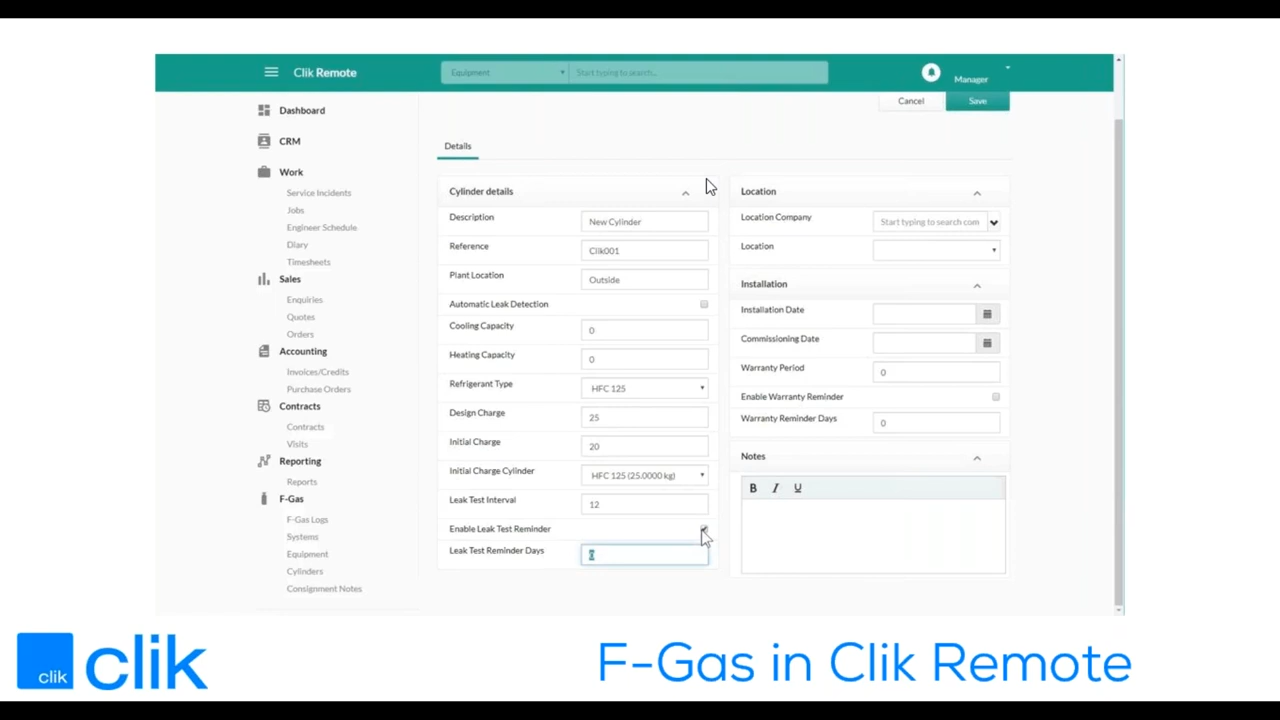 Clik Remote
Equipment
Start typing to search...
Manager
Dashboard
CRM
Work
Service Incidents
Jobs
Engineer Schedule
Diary
Timesheets
Sales
Enquiries
Quotes
Orders
Accounting
Invoices/Credits
Purchase Orders
Contracts
Contracts
Visits
Reporting
Reports
F-Gas
F-Gas Logs
Systems
Equipment
Cylinders
Consignment Notes
Cancel
Save
Details
Cylinder details
Description
New Cylinder
Reference
Clik001
Plant Location
Outside
Automatic Leak Detection
Cooling Capacity
0
Heating Capacity
0
Refrigerant Type
HFC 125
Design Charge
25
Initial Charge
20
Initial Charge Cylinder
HFC 125 (25.0000 kg)
Leak Test Interval
12
Enable Leak Test Reminder
Leak Test Reminder Days
0
Location
Location Company
Start typing to search com
Location
Installation
Installation Date
Commissioning Date
Warranty Period
0
Enable Warranty Reminder
Warranty Reminder Days
0
Notes
B I U
clik
clik
F-Gas in Clik Remote